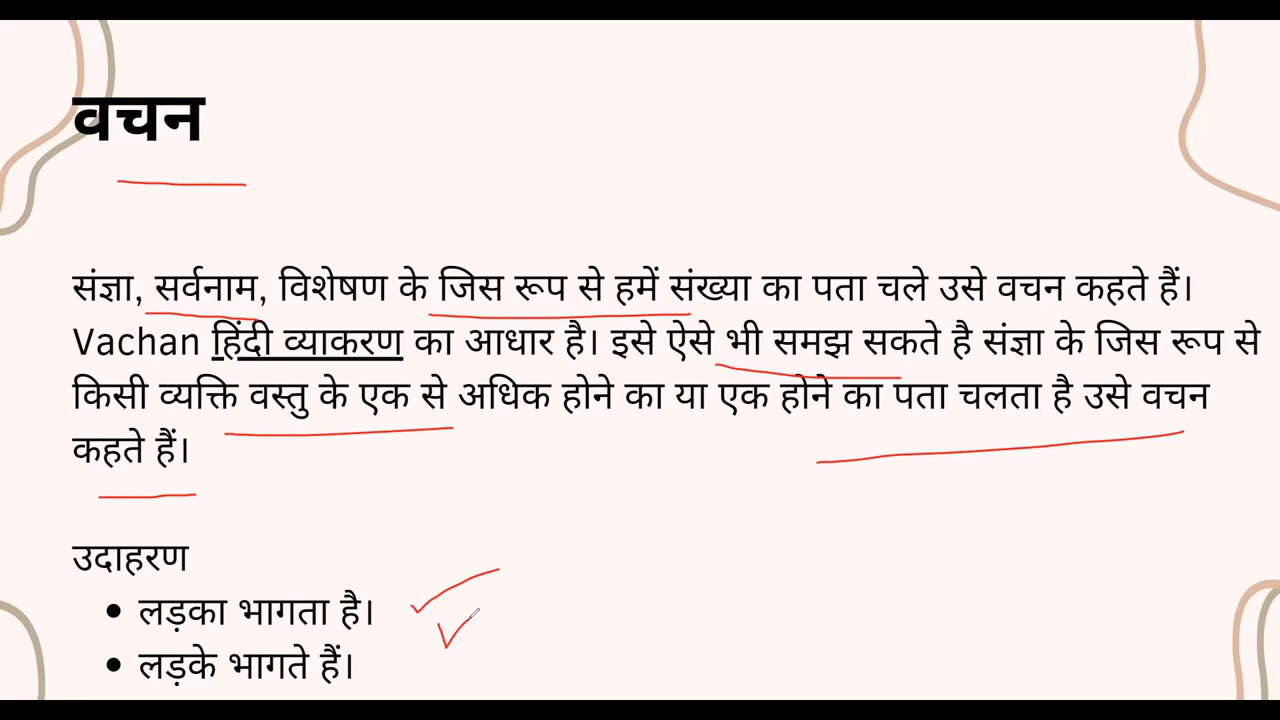 वचन
संज्ञा, सर्वनाम, विशेषण के जिस रूप से हमें संख्या का पता चले उसे वचन कहते हैं।
Vachan हिंदी व्याकरण का आधार है। इसे ऐसे भी समझ सकते है संज्ञा के जिस रूप से
किसी व्यक्ति वस्तु के एक से अधिक होने का या एक होने का पता चलता है उसे वचन
कहते हैं।
उदाहरण
• लड़का भागता है।
• लड़के भागते हैं।